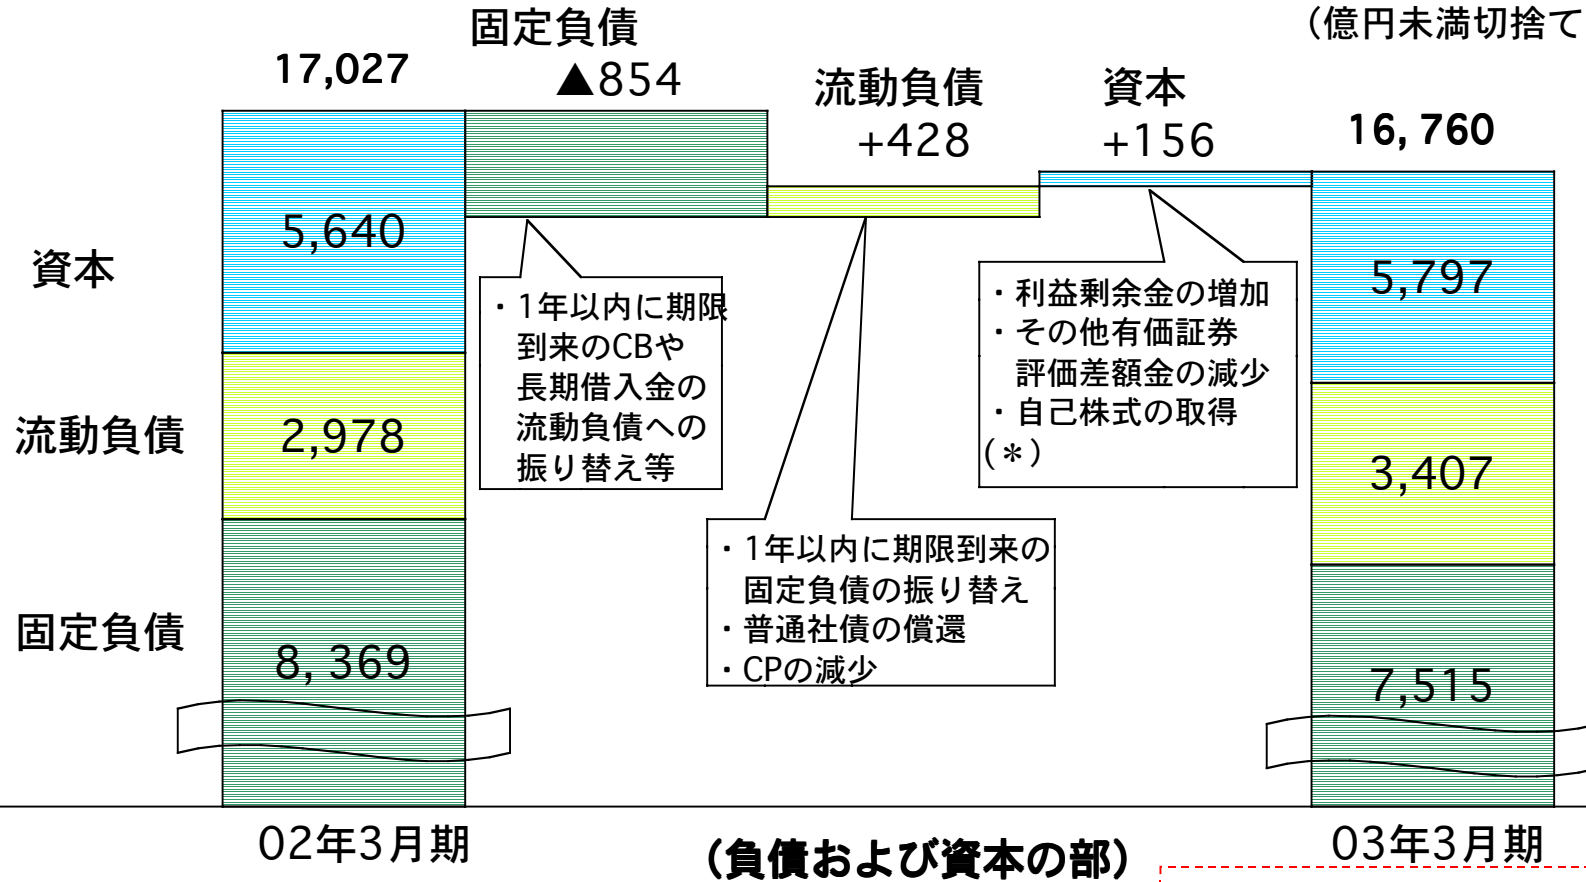 (億円未満切捨て
固定負債
▲854
17,027
流動負債
+428
資本
+156
16,760
資本
5,640
5,797
・1年以内に期限
到来のCBや
長期借入金の
流動負債への
振り替え等
・利益剰余金の増加
・その他有価証券
評価差額金の減少
・自己株式の取得
(＊)
流動負債
2,978
3,407
・1年以内に期限到来の
固定負債の振り替え
・普通社債の償還
・CPの減少
固定負債
8,369
7,515
02年3月期
(負債および資本の部)
03年3月期